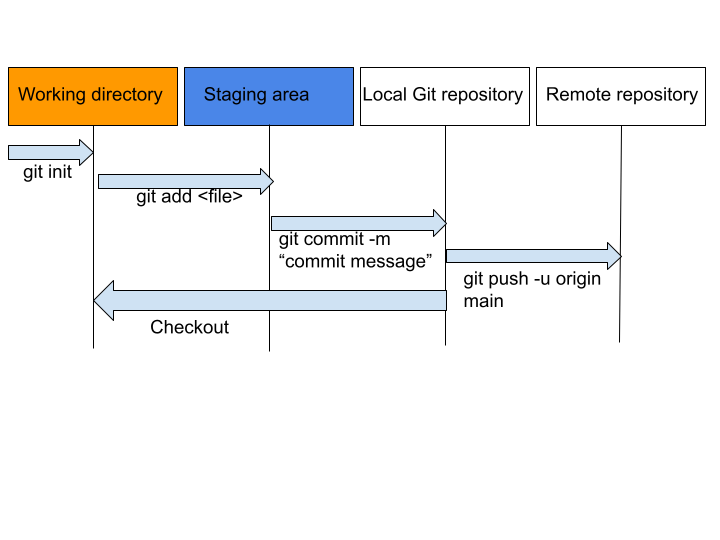 Working directory
Staging area
Local Git repository
Remote repository
git init
git add <file>
git commit -m
“commit message”
git push -u origin
main
Checkout